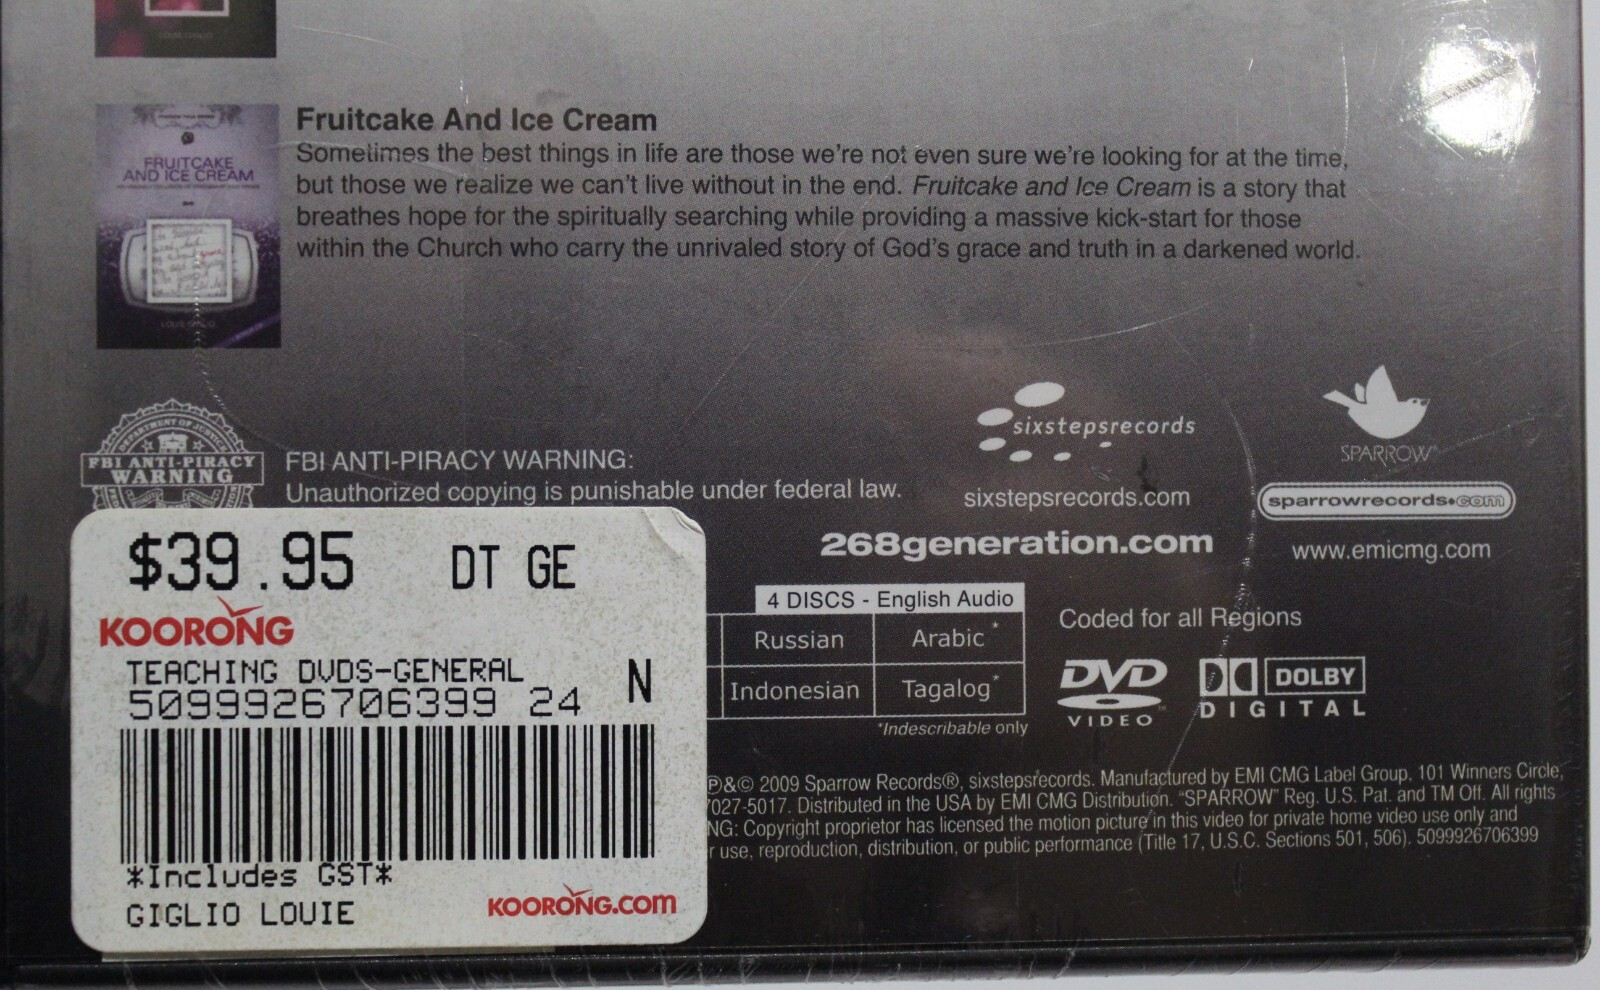 LOUIE GIGLIO
Fruitcake And Ice Cream
Sometimes the best things in life are those we're not even sure we're looking for at the time,
but those we realize we can't live without in the end. Fruitcake and Ice Cream is a story that
breathes hope for the spiritually searching while providing a massive kick-start for those
within the Church who carry the unrivaled story of God's grace and truth in a darkened world.
FRUITCAKE
AND ICE CREAM
LOUIE GIGLIO
DEPARTMENT OF JUSTICE
FBI ANTI-PIRACY
WARNING
FBI ANTI-PIRACY WARNING:
Unauthorized copying is punishable under federal law.
sixstepsrecords
sixstepsrecords.com
SPARROW®
sparrowrecords.com
268generation.com
www.emicmg.com
$39.95 DT GE
KOORONG
TEACHING DVDS-GENERAL N
5099926706399 24
*Includes GST*
GIGLIO LOUIE
KOORONG.com
4 DISCS - English Audio
Russian Arabic*
Indonesian Tagalog*
*Indescribable only
Coded for all Regions
DVD
VIDEO™
DOLBY
DIGITAL
℗&© 2009 Sparrow Records®, sixstepsrecords. Manufactured by EMI CMG Label Group, 101 Winners Circle,
7027-5017. Distributed in the USA by EMI CMG Distribution. "SPARROW" Reg. U.S. Pat. and TM Off. All rights
NG: Copyright proprietor has licensed the motion picture in this video for private home video use only and
r use, reproduction, distribution, or public performance (Title 17, U.S.C. Sections 501, 506). 5099926706399